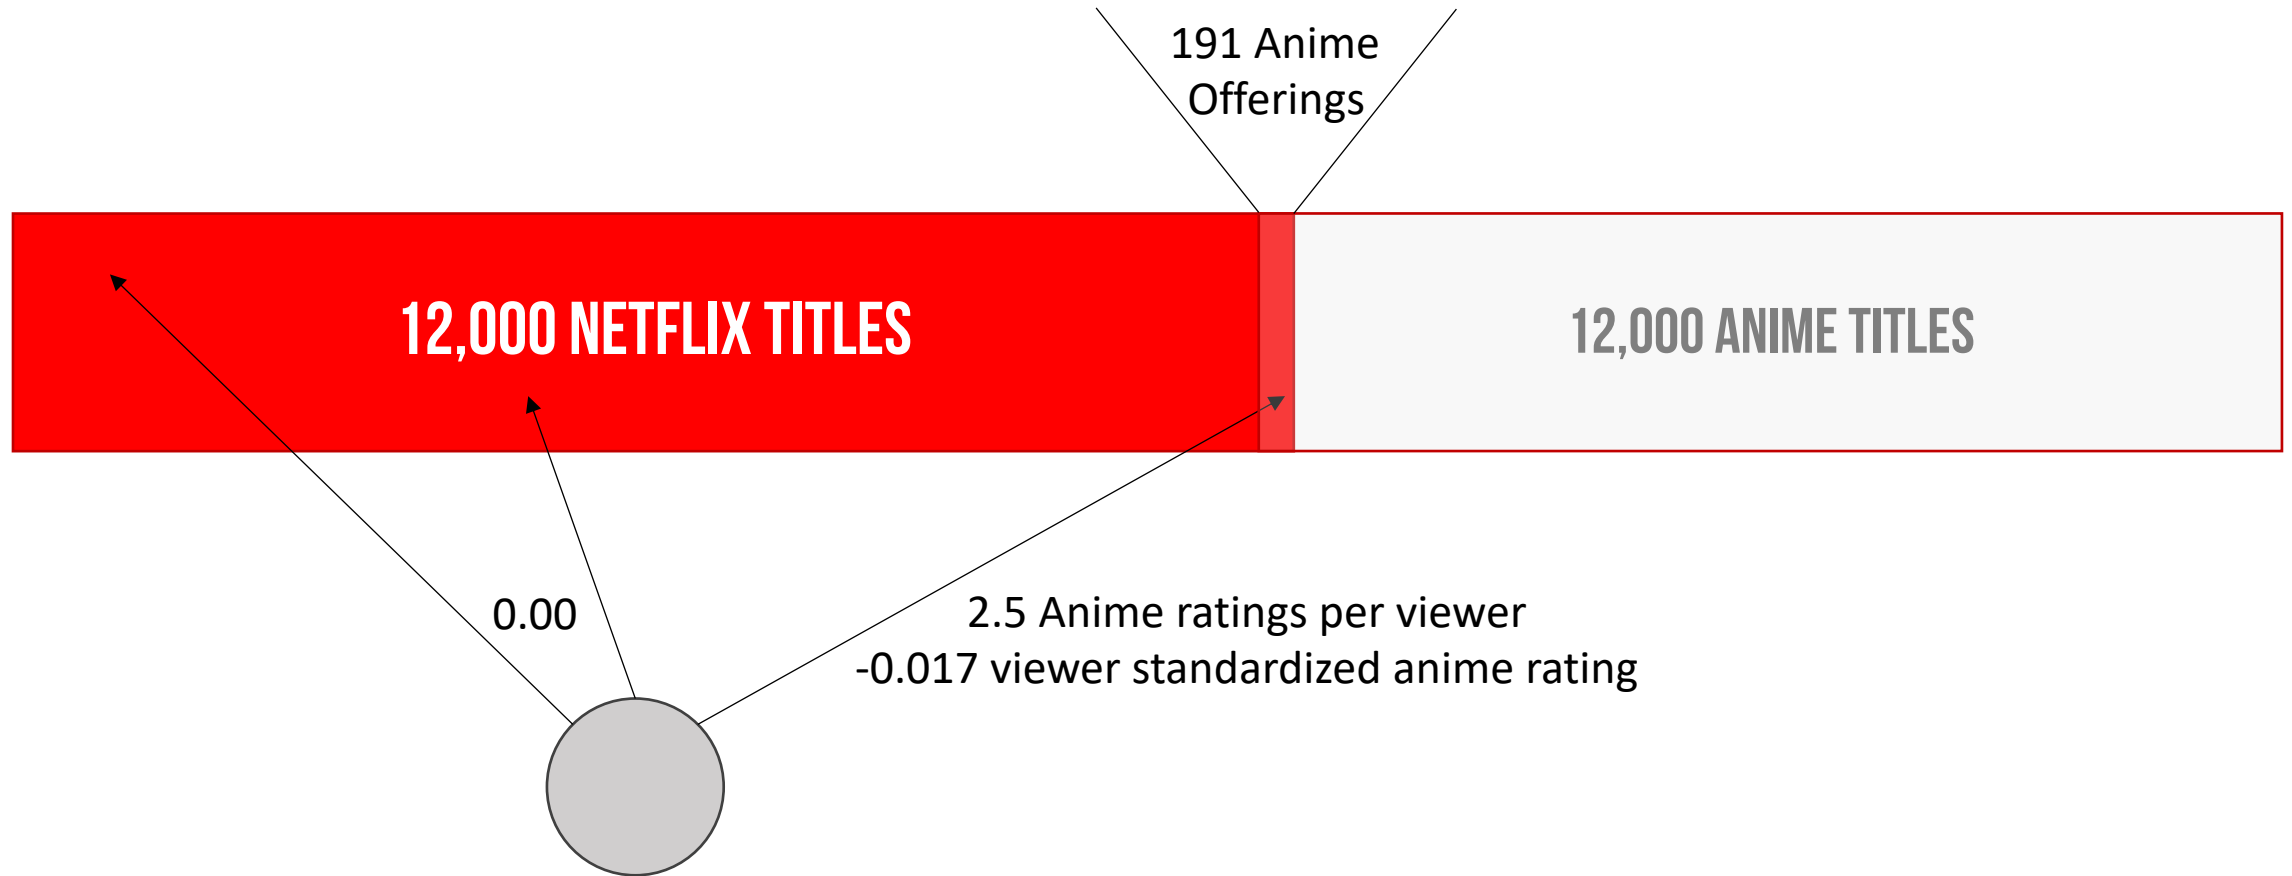 191 Anime
Offerings
12,000 NETFLIX TITLES
12,000 ANIME TITLES
0.00
2.5 Anime ratings per viewer
-0.017 viewer standardized anime rating